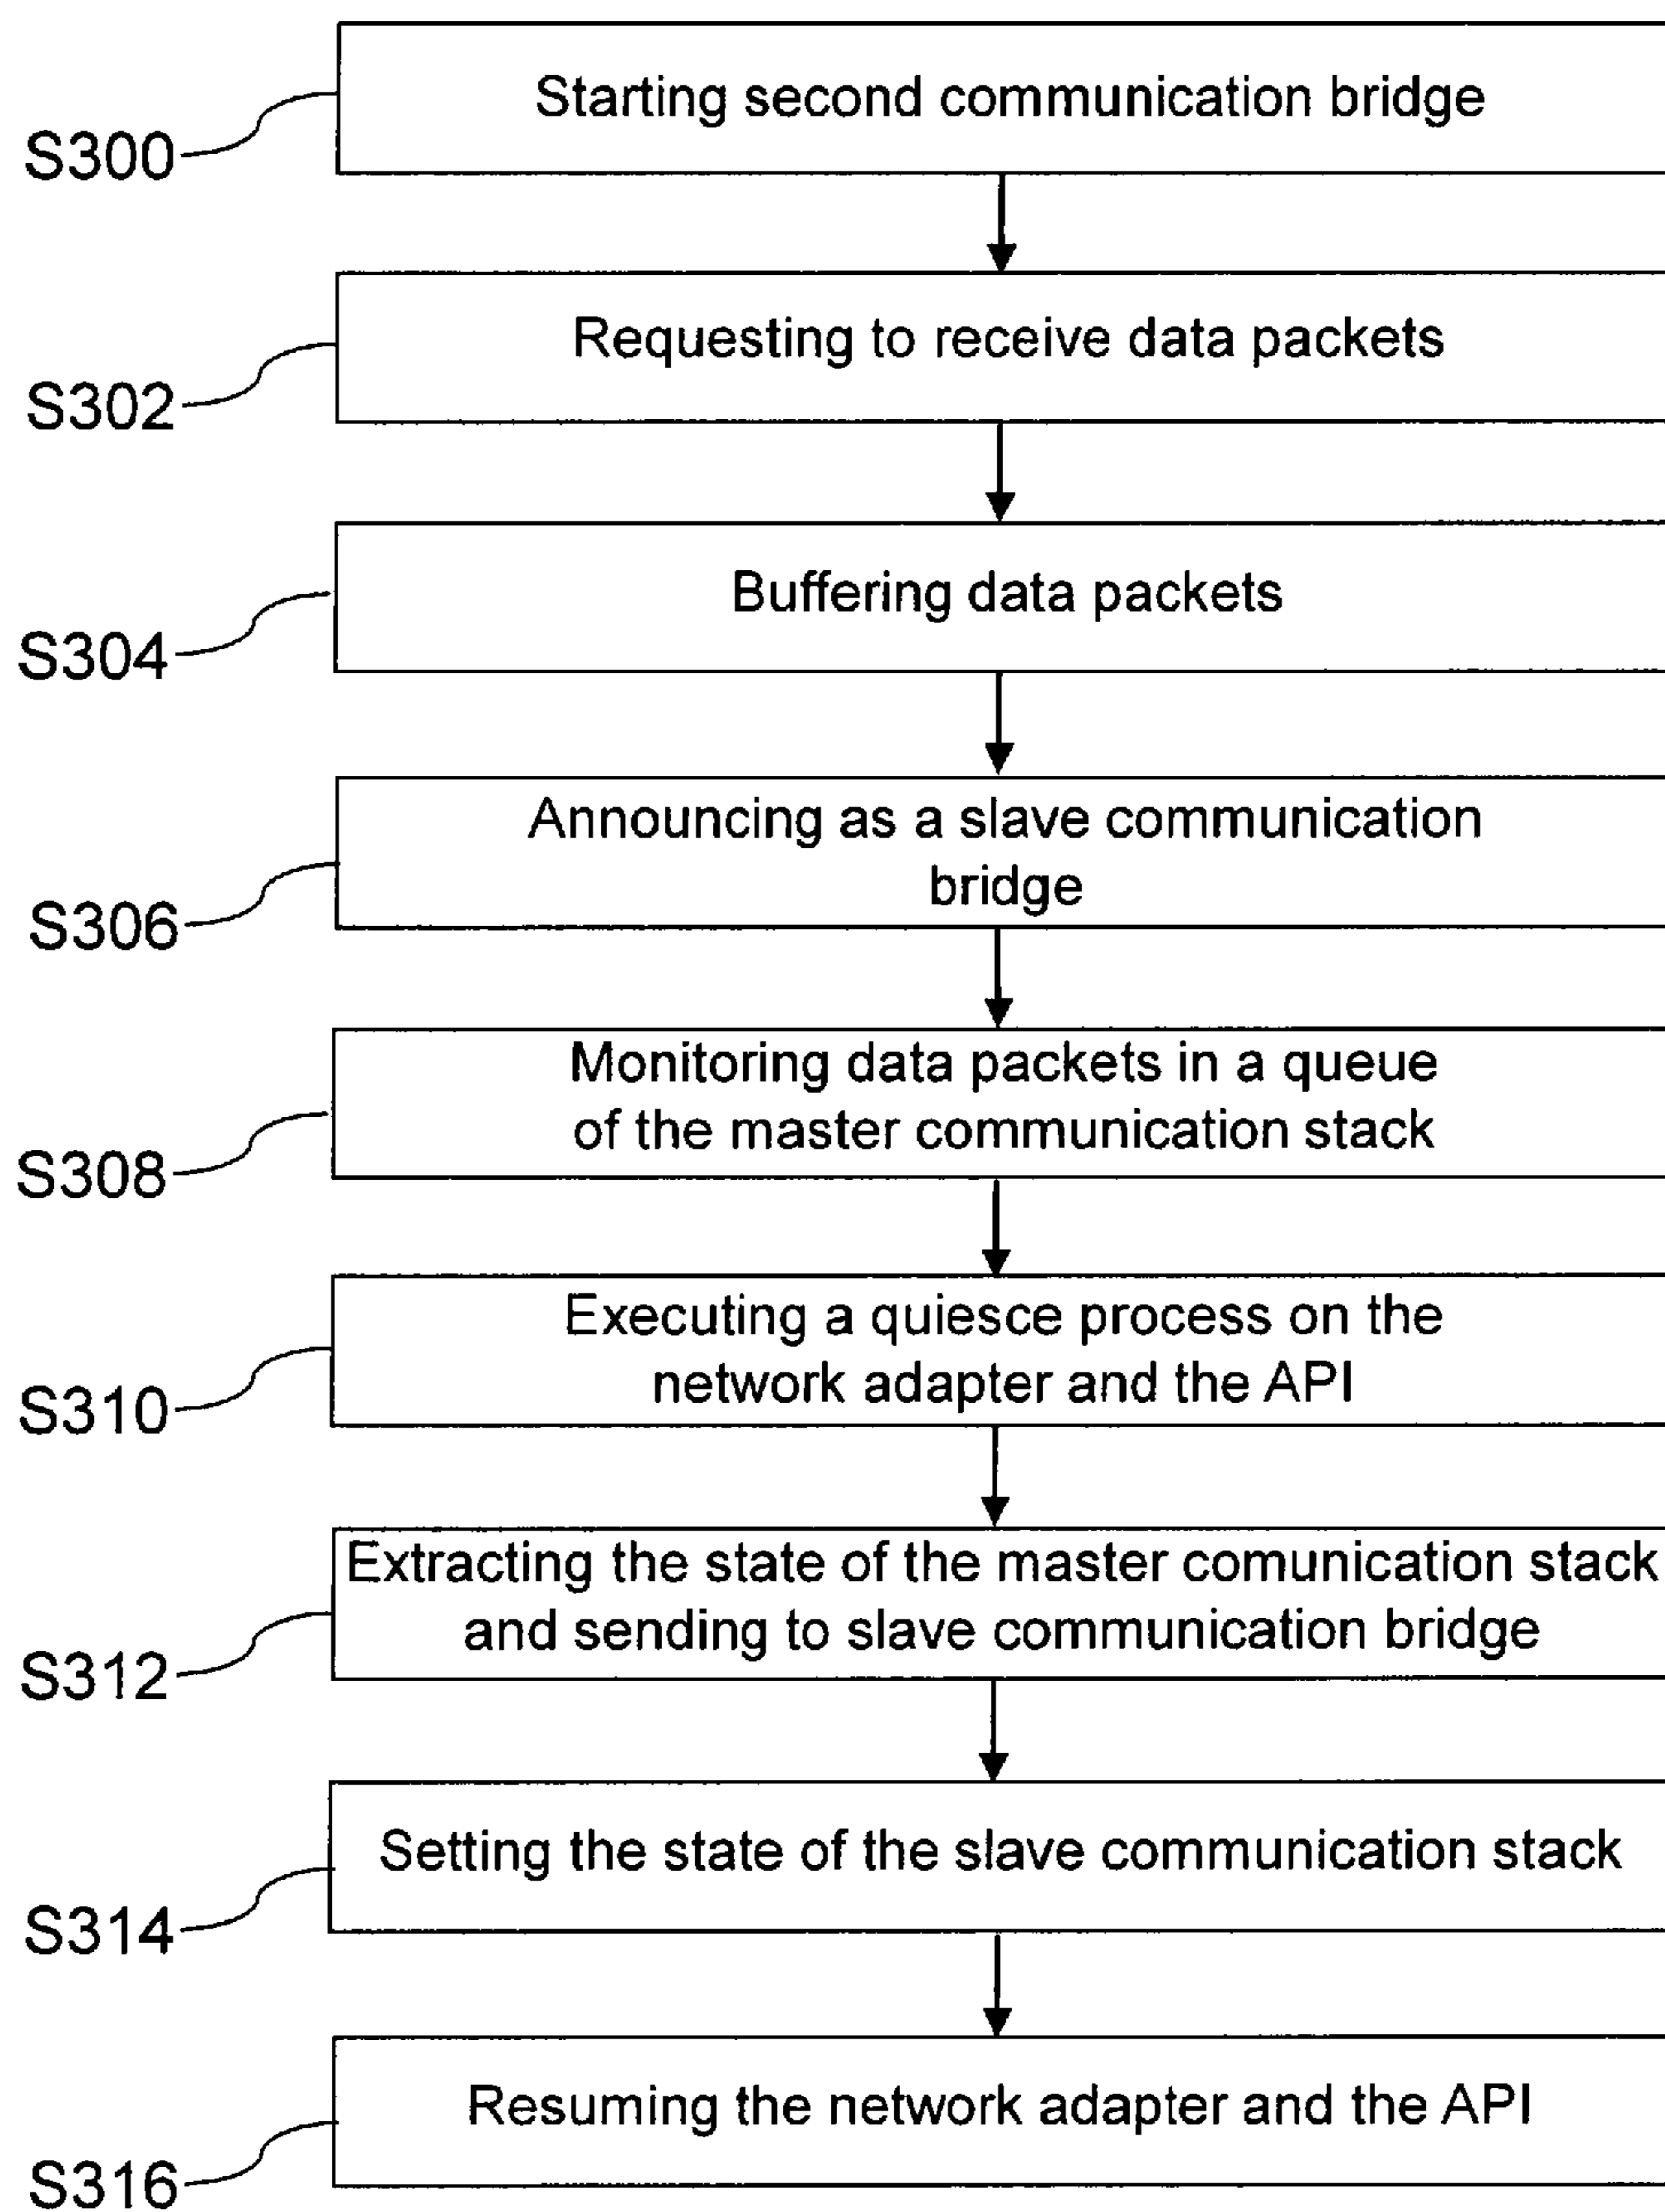 Starting second communication bridge
S300
Requesting to receive data packets
S302
Buffering data packets
S304
Announcing as a slave communication
bridge
S306
Monitoring data packets in a queue
of the master communication stack
S308
Executing a quiesce process on the
network adapter and the API
S310
Extracting the state of the master comunication stack
and sending to slave communication bridge
S312
Setting the state of the slave communication stack
S314
Resuming the network adapter and the API
S316